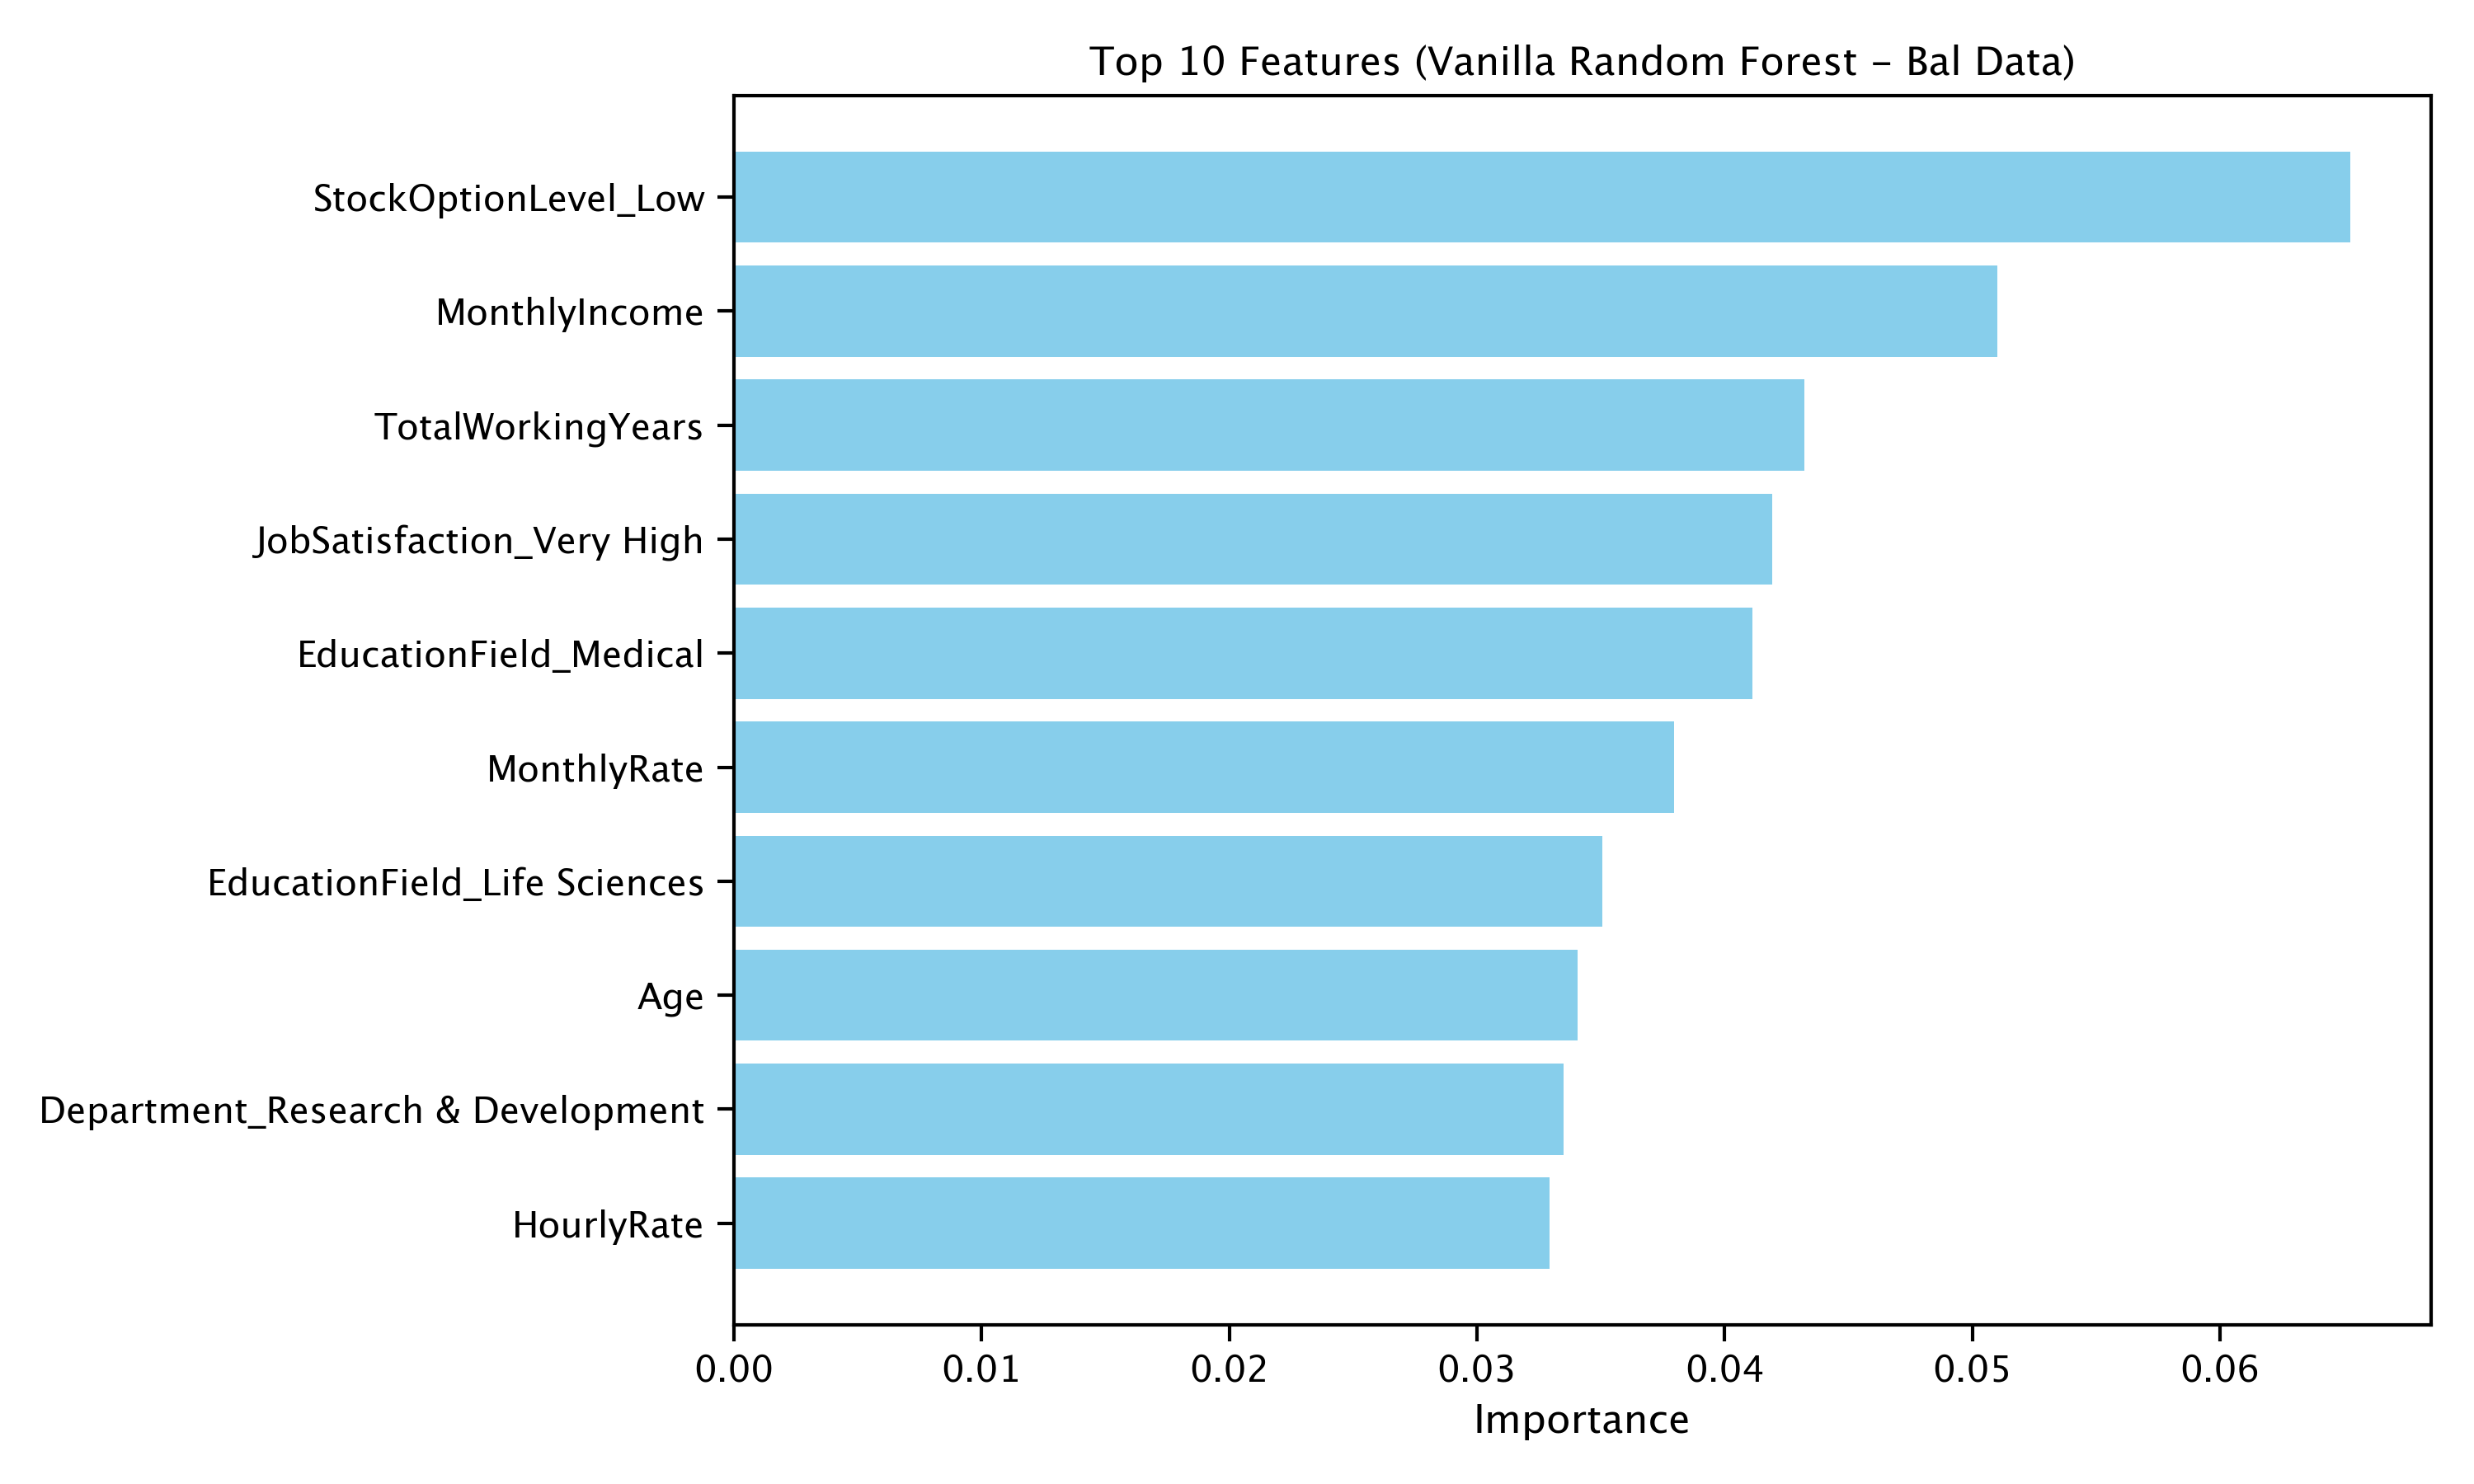 Top 10 Features (Vanilla Random Forest – Bal Data)
StockOptionLevel_Low
MonthlyIncome
TotalWorkingYears
JobSatisfaction_Very High
EducationField_Medical
MonthlyRate
EducationField_Life Sciences
Age
Department_Research & Development
HourlyRate
0.00 0.01 0.02 0.03 0.04 0.05 0.06
Importance